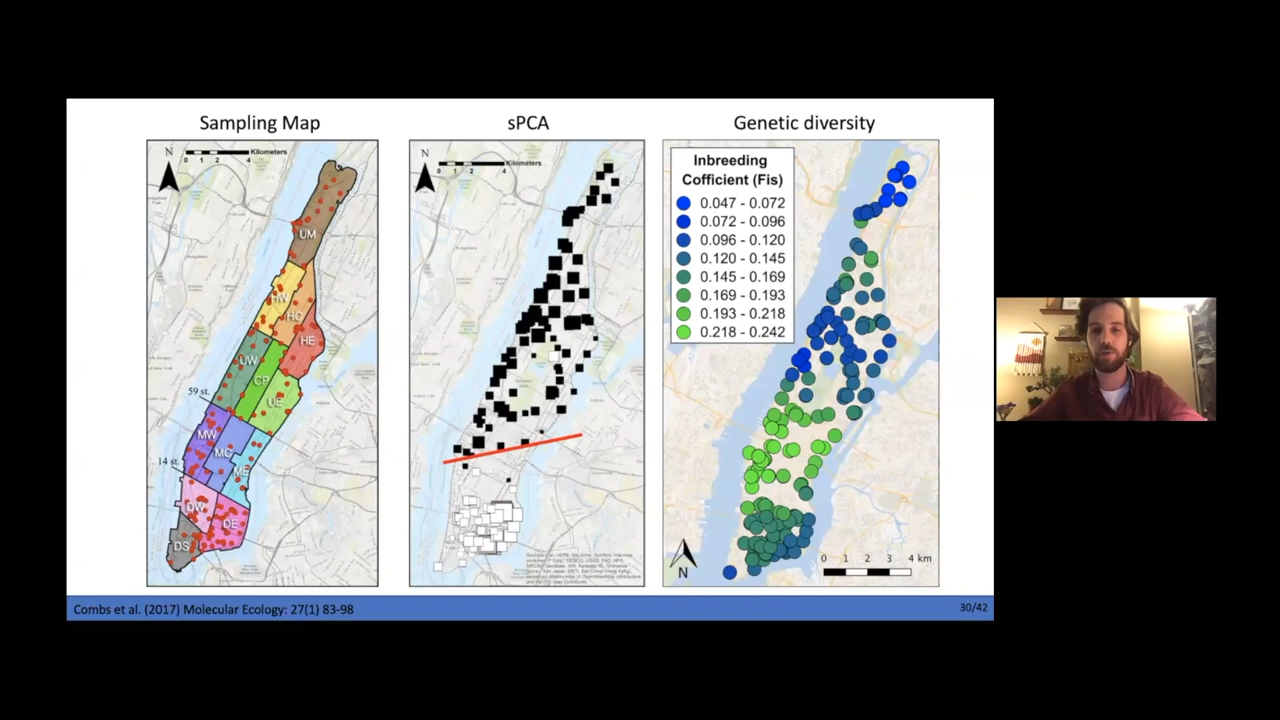 Sampling Map
sPCA
Genetic diversity
N
0 1 2 4
Kilometers
UM
HW
HC
HE
UW
CP
UE
59 st.
MW
MC
ME
14 st.
DW
DE
DS
N
0 1 2 4
Kilometers
Inbreeding
Cofficient (Fis)
0.047 - 0.072
0.072 - 0.096
0.096 - 0.120
0.120 - 0.145
0.145 - 0.169
0.169 - 0.193
0.193 - 0.218
0.218 - 0.242
N
0 1 2 3 4 km
Combs et al. (2017) Molecular Ecology: 27(1) 83-98
30/42